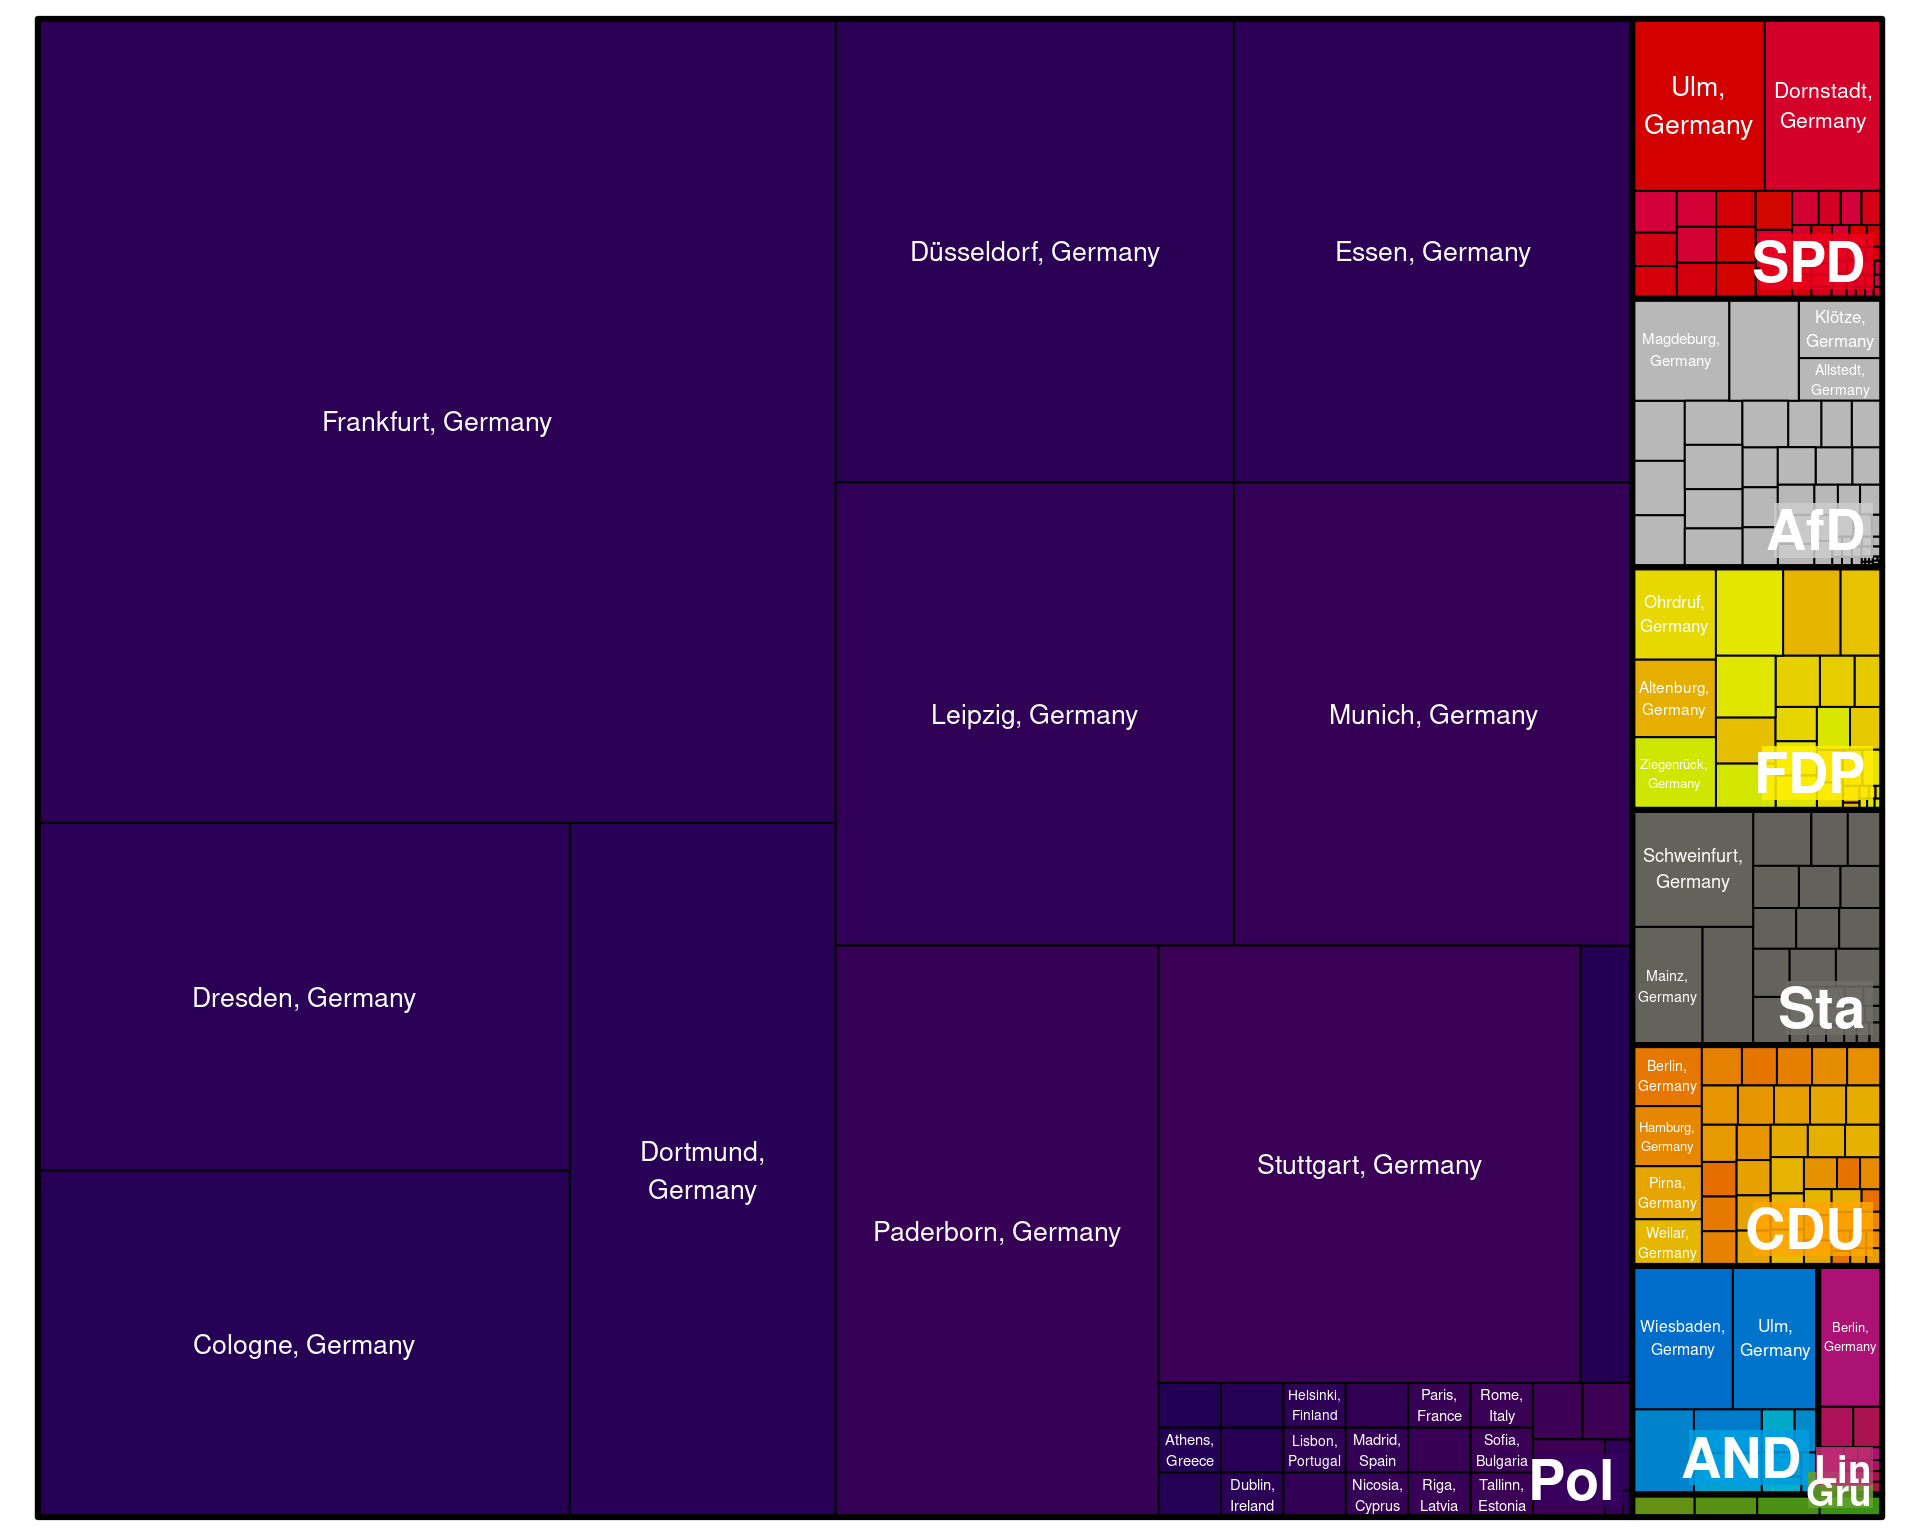 Frankfurt, Germany
Düsseldorf, Germany
Essen, Germany
Leipzig, Germany
Munich, Germany
Dresden, Germany
Cologne, Germany
Dortmund,
Germany
Paderborn, Germany
Stuttgart, Germany
Helsinki,
Finland
Paris,
France
Rome,
Italy
Athens,
Greece
Lisbon,
Portugal
Madrid,
Spain
Sofia,
Bulgaria
Dublin,
Ireland
Nicosia,
Cyprus
Riga,
Latvia
Tallinn,
Estonia
Pol
Ulm,
Germany
Dornstadt,
Germany
SPD
Magdeburg,
Germany
Klötze,
Germany
Allstedt,
Germany
AfD
Ohrdruf,
Germany
Altenburg,
Germany
Ziegenrück,
Germany
FDP
Schweinfurt,
Germany
Mainz,
Germany
Sta
Berlin,
Germany
Hamburg,
Germany
Pirna,
Germany
Weilar,
Germany
CDU
Wiesbaden,
Germany
Ulm,
Germany
AND
Berlin,
Germany
Lin
Gru